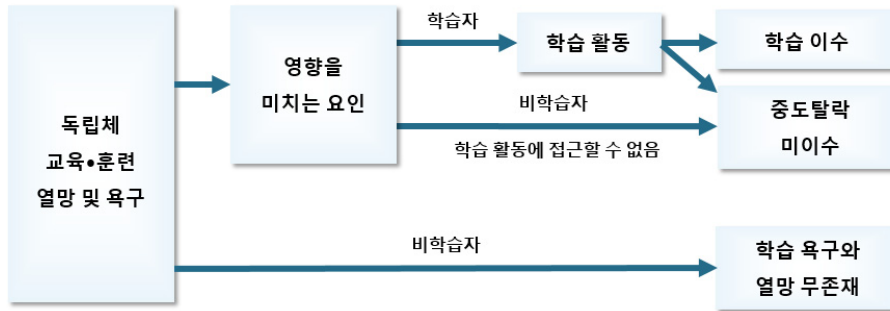 독립체
교육•훈련
열망 및 욕구
영향을
미치는 요인
학습자
학습 활동
학습 이수
비학습자
학습 활동에 접근할 수 없음
중도탈락
미이수
비학습자
학습 욕구와
열망 무존재